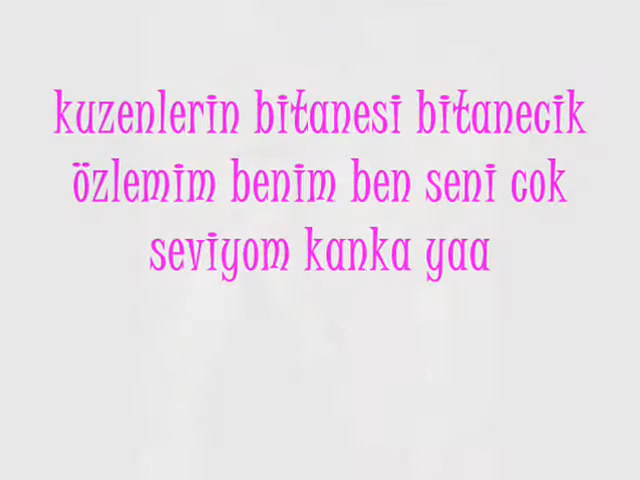 kuzenlerin bitanesi bitanecik
özlemim benim ben seni cok
seviyom kanka yaa